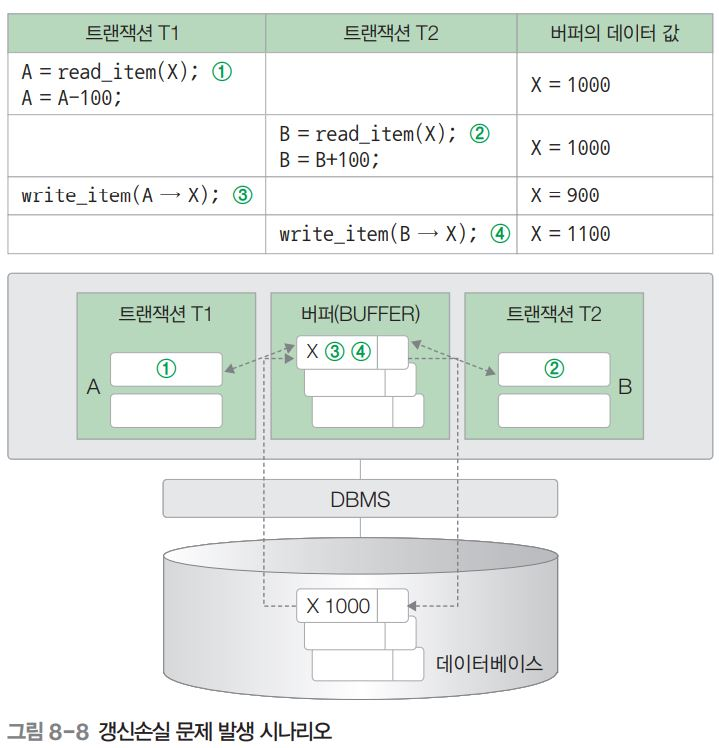 트랜잭션 T1 트랜잭션 T2 버퍼의 데이터 값
A = read_item(X); ①
A = A-100;
X = 1000
B = read_item(X); ②
B = B+100;
X = 1000
write_item(A → X); ③ X = 900
write_item(B → X); ④ X = 1100
트랜잭션 T1 버퍼(BUFFER) 트랜잭션 T2
X ③ ④
① ②
A B
DBMS
X 1000
데이터베이스
그림 8-8 갱신손실 문제 발생 시나리오